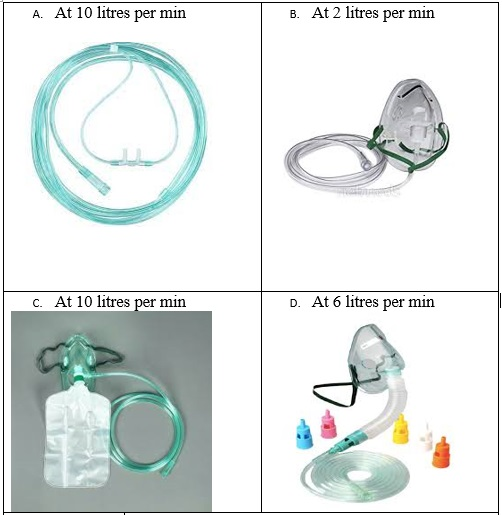 A. At 10 litres per min
B. At 2 litres per min
C. At 10 litres per min
D. At 6 litres per min